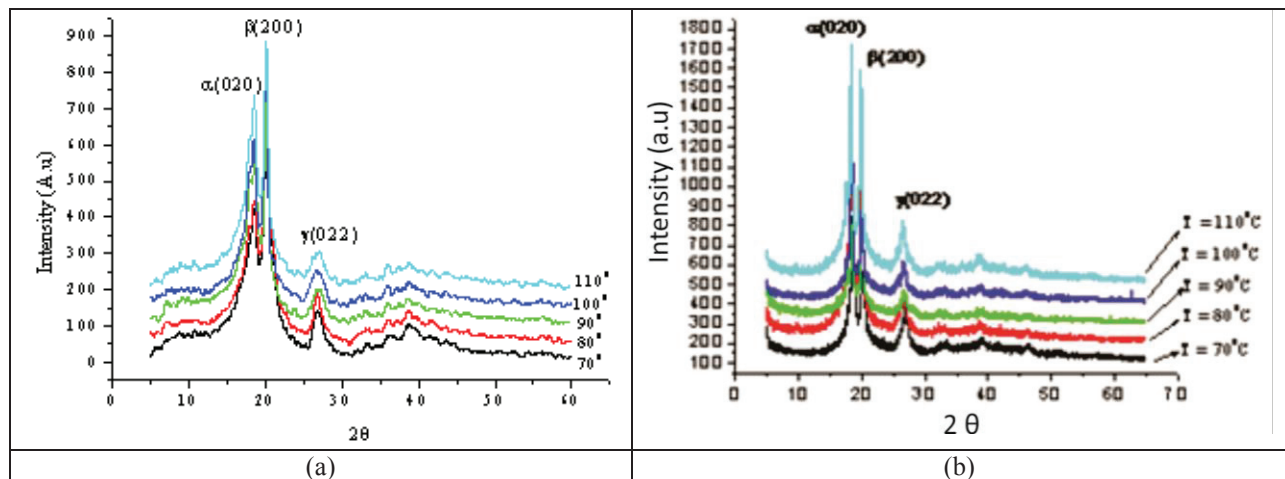 β(200)
α(020)
γ(022)
900
800
700
600
500
400
300
200
100
0
Intensity (A.u)
110°
100°
90°
80°
70°
0
10
20
30
40
50
60
2θ
(a)
α(020)
β(200)
γ(022)
1800
1700
1600
1500
1400
1300
1200
1100
1000
900
800
700
600
500
400
300
200
100
Intensity (a.u)
T = 110°C
T = 100°C
T = 90°C
T = 80°C
T = 70°C
0
10
20
30
40
50
60
70
2 θ
(b)